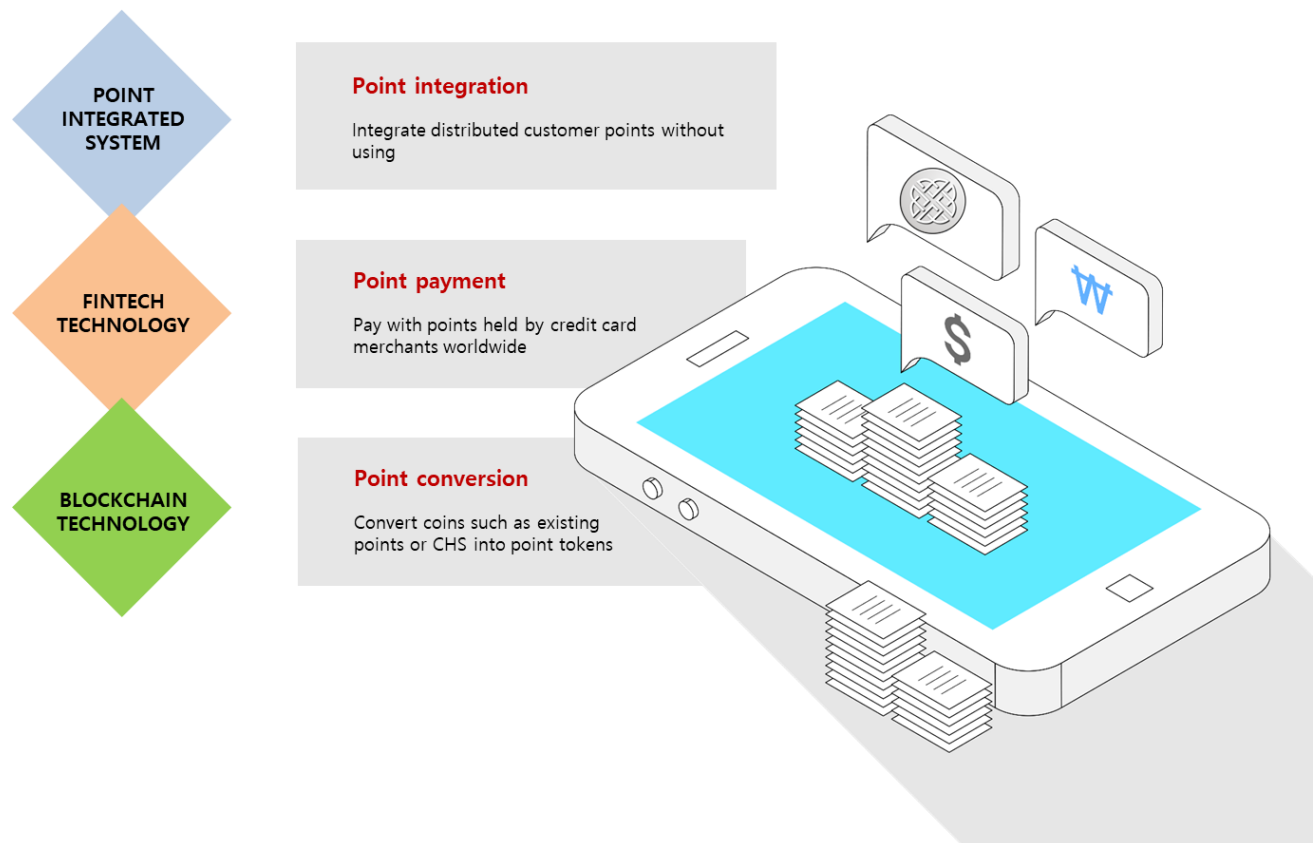 POINT
INTEGRATED
SYSTEM
Point integration
Integrate distributed customer points without
using
FINTECH
TECHNOLOGY
Point payment
Pay with points held by credit card
merchants worldwide
BLOCKCHAIN
TECHNOLOGY
Point conversion
Convert coins such as existing
points or CHS into point tokens
₩
$